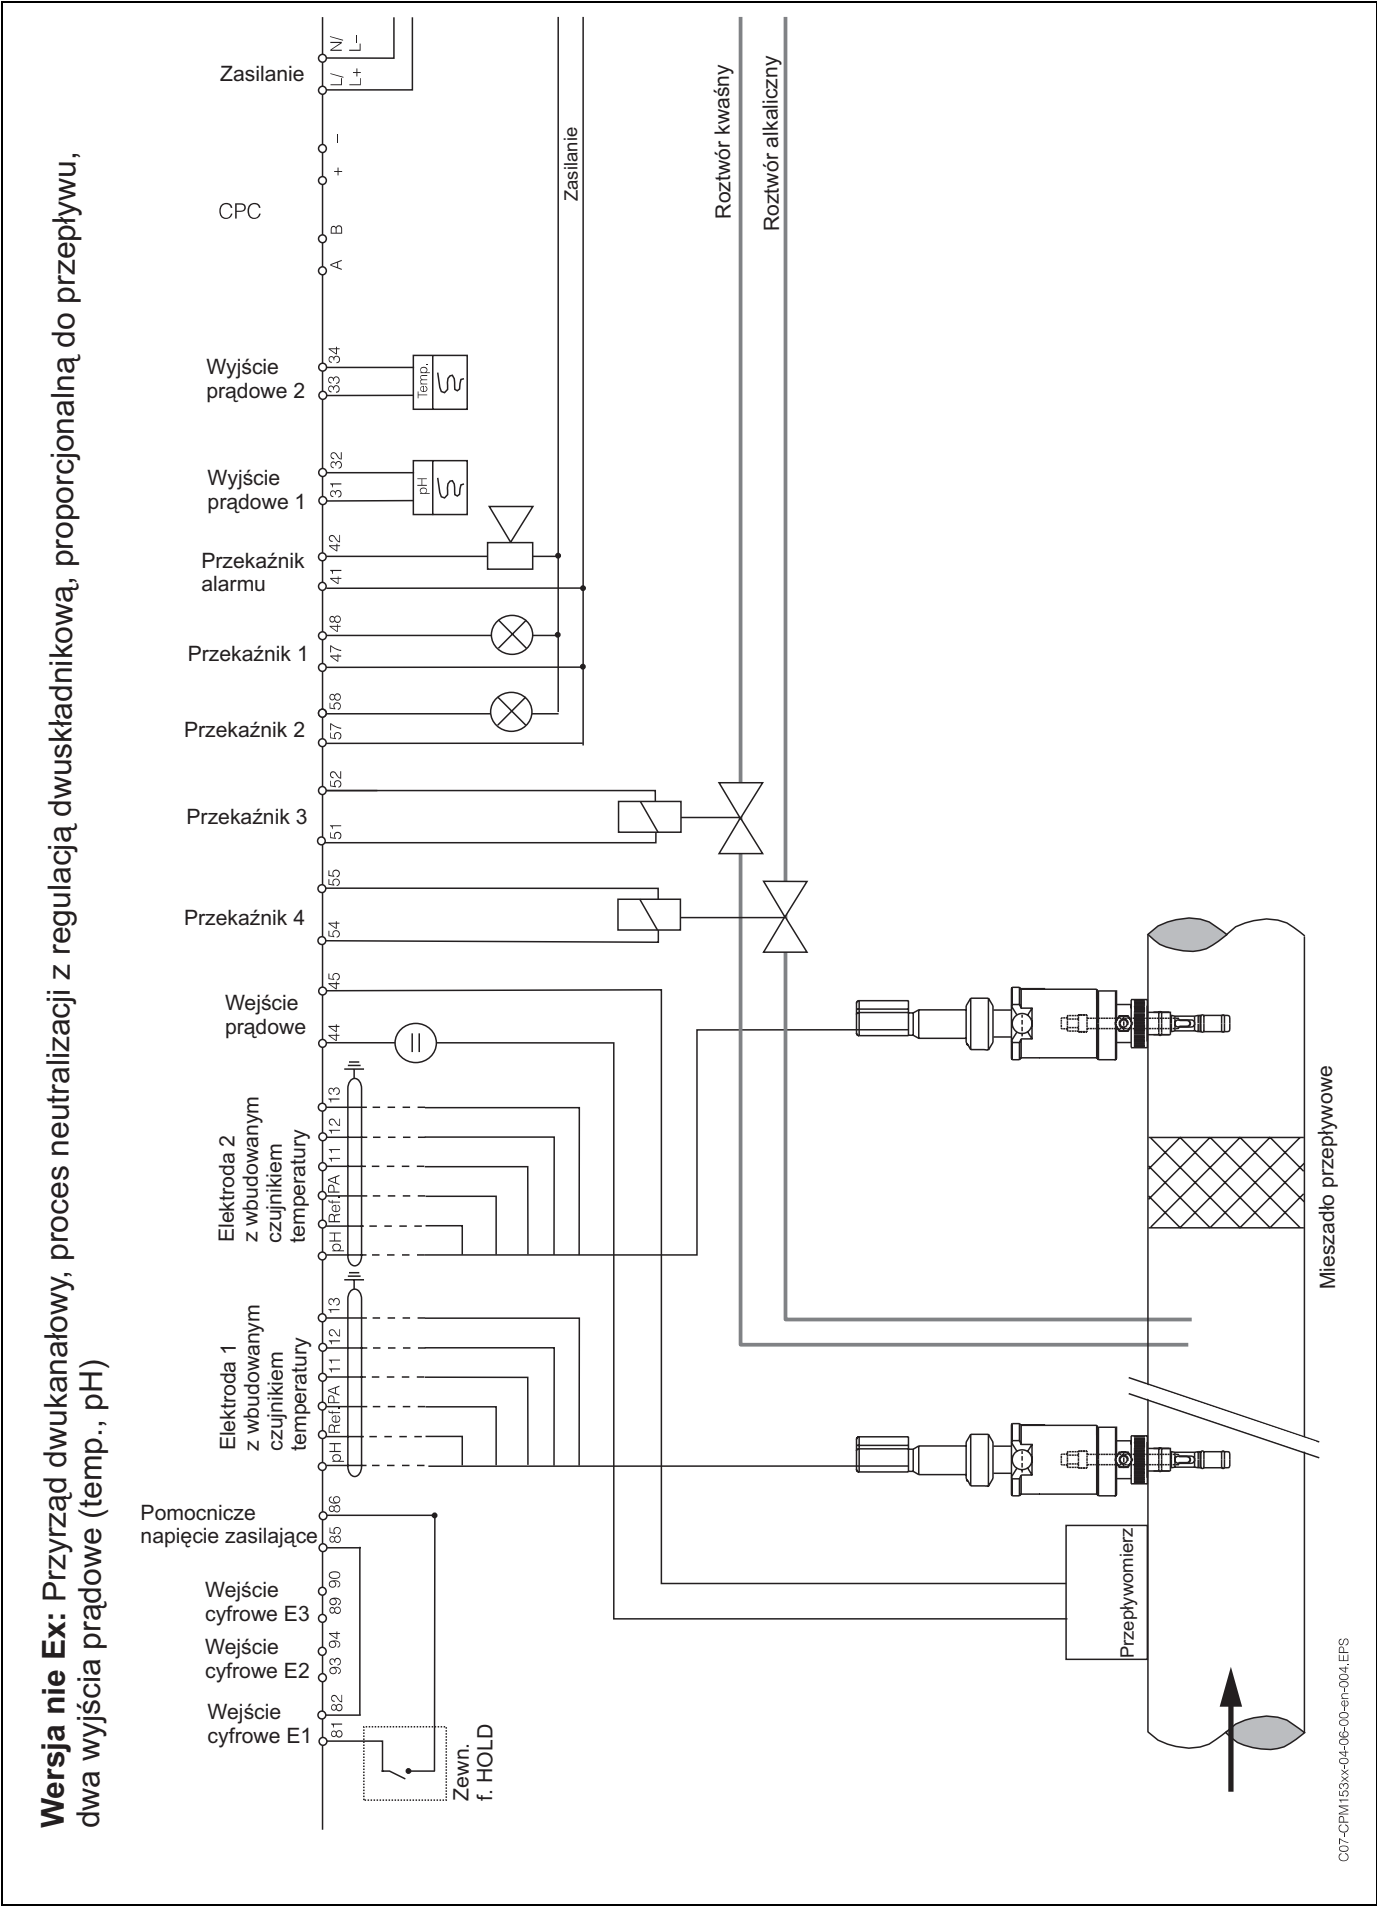 Wersja nie Ex: Przyrząd dwukanałowy, proces neutralizacji z regulacją dwuskładnikową, proporcjonalną do przepływu,
dwa wyjścia prądowe (temp., pH)
Zasilanie
N/
L–
L/
L+
CPC
–
+
B
A
Wyjście
prądowe 2
34
33
Temp.
Wyjście
prądowe 1
32
31
pH
Przekaźnik
alarmu
42
41
Przekaźnik 1
48
47
Przekaźnik 2
58
57
Przekaźnik 3
52
51
Przekaźnik 4
55
54
Wejście
prądowe
45
44
=
Elektroda 2
z wbudowanym
czujnikiem
temperatury
13
12
11
PA
Ref.
pH
Elektroda 1
z wbudowanym
czujnikiem
temperatury
13
12
11
PA
Ref.
pH
Pomocnicze
napięcie zasilające
86
85
Wejście
cyfrowe E3
90
89
Wejście
cyfrowe E2
94
93
Wejście
cyfrowe E1
82
81
Zewn.
f. HOLD
Zasilanie
Roztwór kwaśny
Roztwór alkaliczny
Mieszadło przepływowe
Przepływomierz
C07-CPM153xx-04-06-00-en-004.EPS